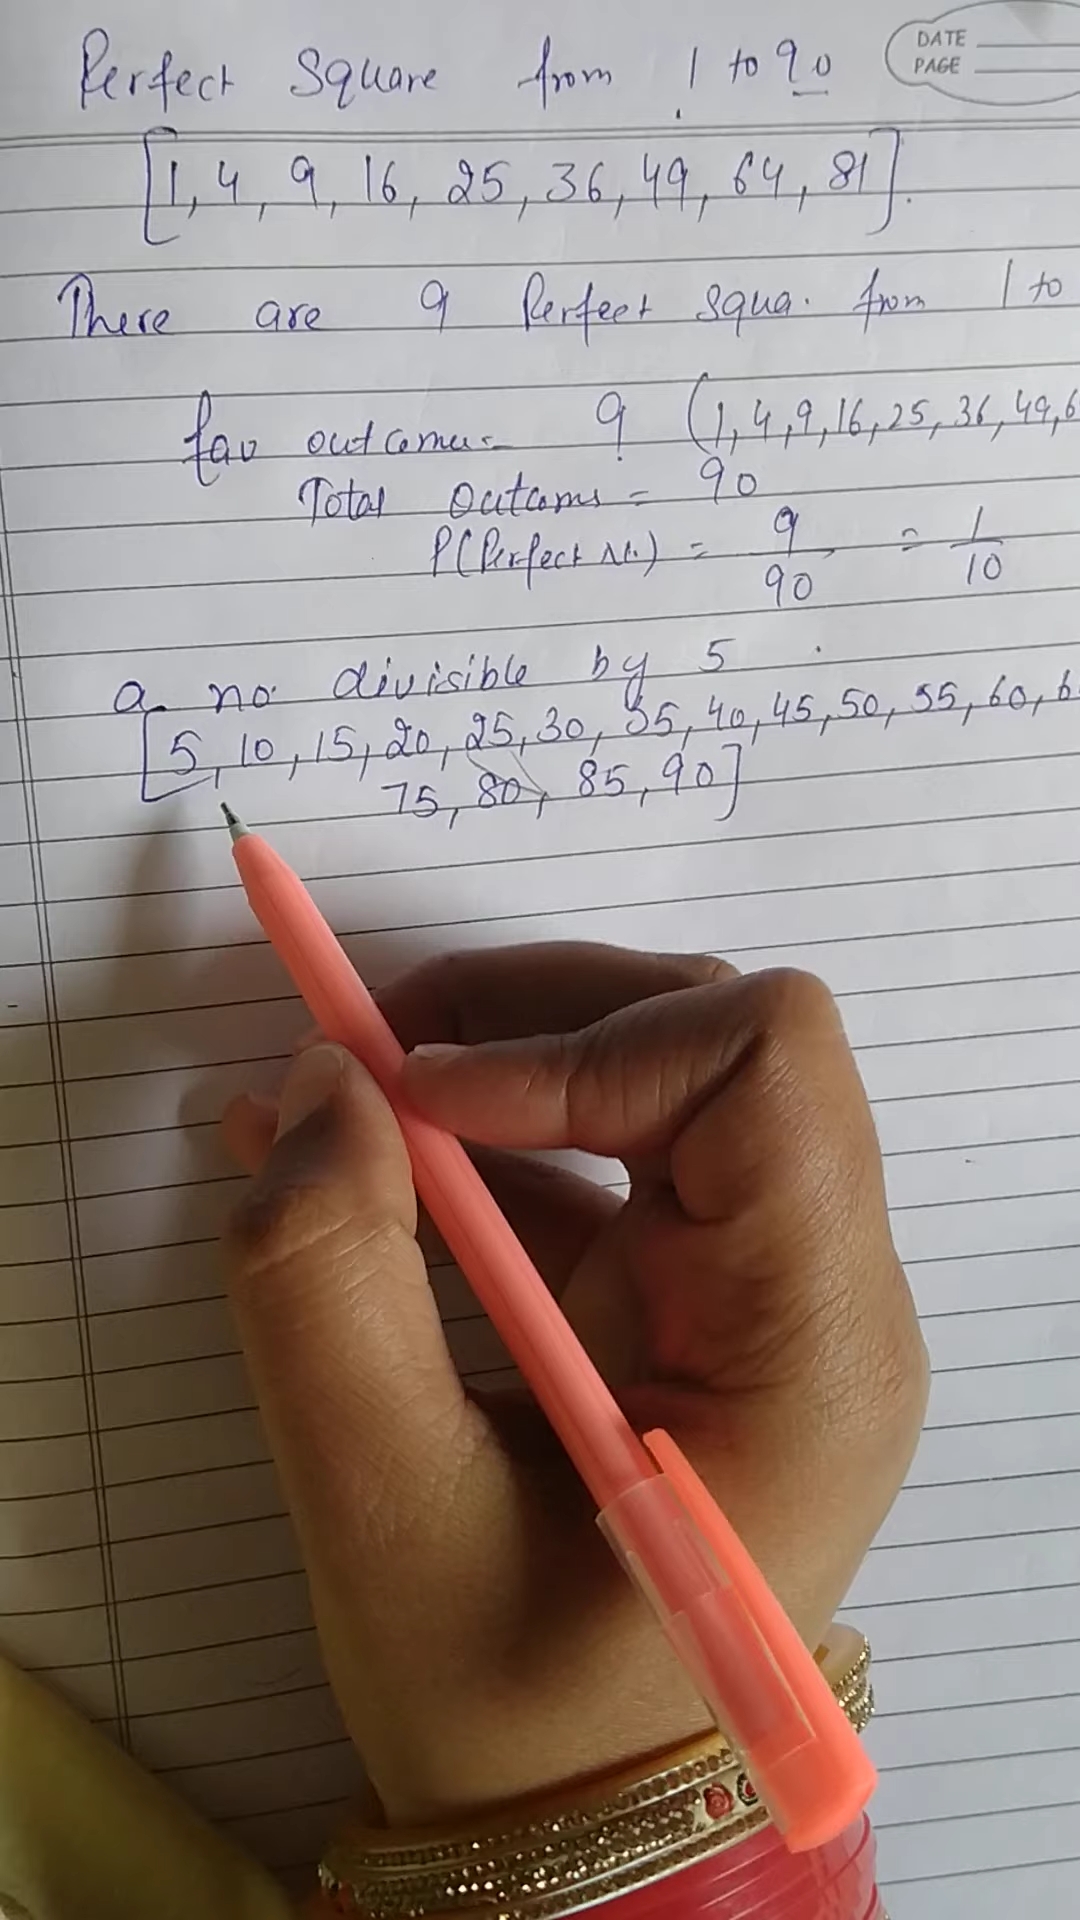 DATE
PAGE
Perfect Square from 1 to 90
[1, 4, 9, 16, 25, 36, 49, 64, 81].
There are 9 Perfect Squa. from 1 to
fav outcome = 9 (1, 4, 9, 16, 25, 36, 49, 6
Total Outcoms = 90
P(Perfect No.) = 9/90 = 1/10
a no. divisible by 5
[5, 10, 15, 20, 25, 30, 35, 40, 45, 50, 55, 60, 6
75, 80, 85, 90]